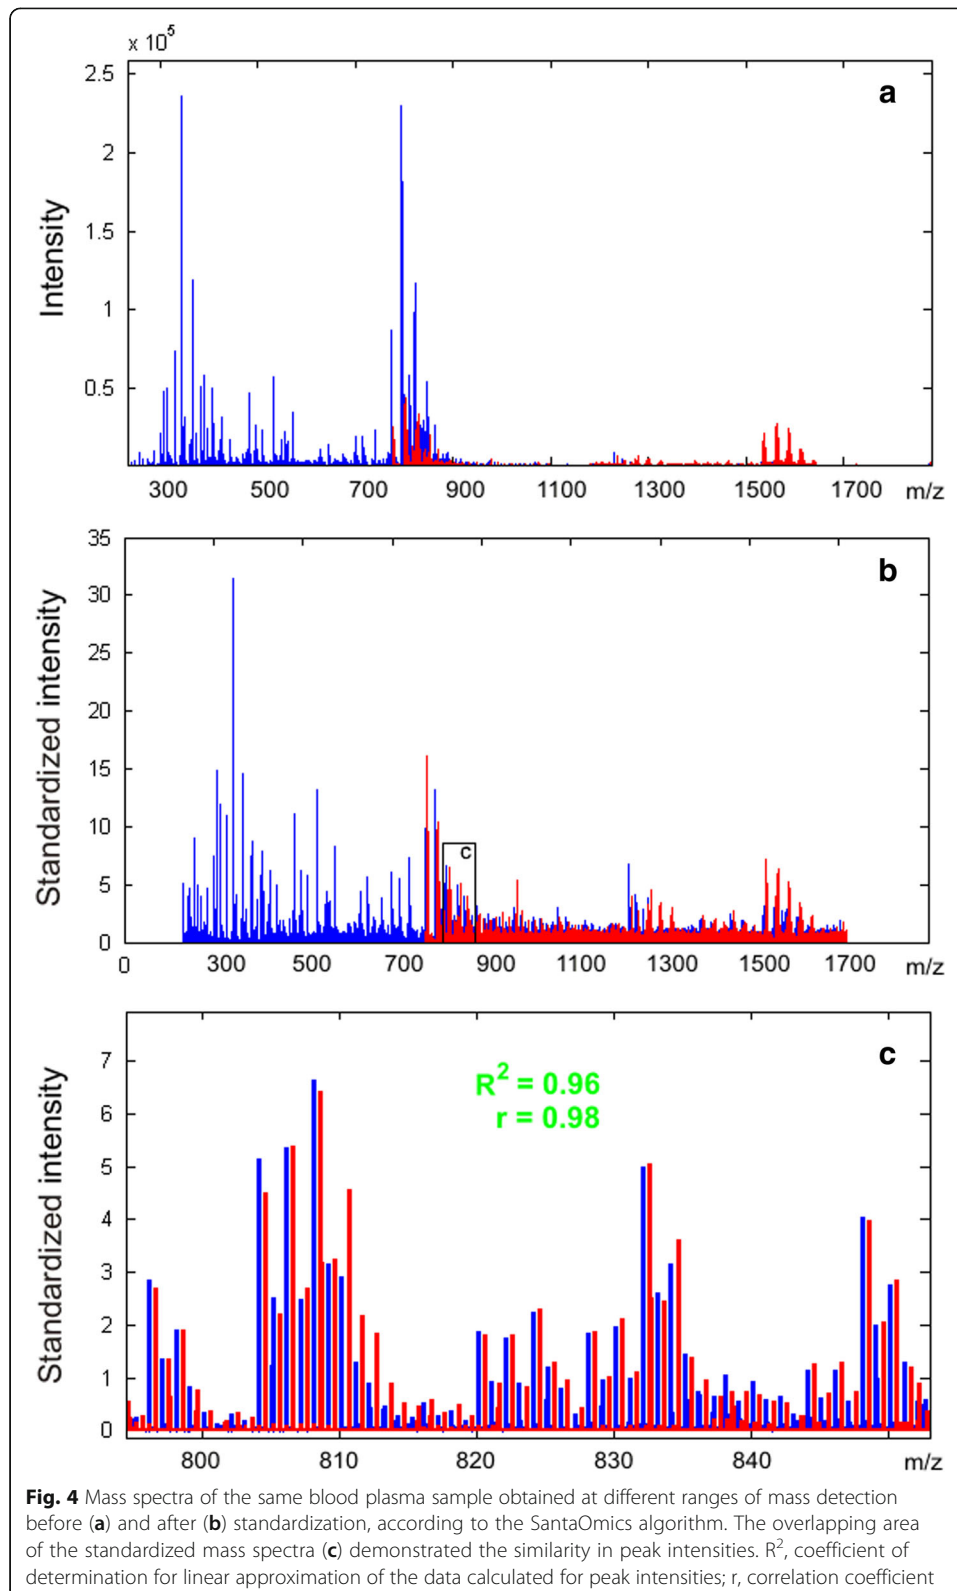 x 10⁵
2.5
2
1.5
1
0.5
Intensity
a
300 500 700 900 1100 1300 1500 1700 m/z
35
30
25
20
15
10
5
0
Standardized intensity
b
c
0 300 500 700 900 1100 1300 1500 1700 m/z
7
6
5
4
3
2
1
0
Standardized intensity
c
R² = 0.96
r = 0.98
800 810 820 830 840 m/z
Fig. 4 Mass spectra of the same blood plasma sample obtained at different ranges of mass detection
before (a) and after (b) standardization, according to the SantaOmics algorithm. The overlapping area
of the standardized mass spectra (c) demonstrated the similarity in peak intensities. R², coefficient of
determination for linear approximation of the data calculated for peak intensities; r, correlation coefficient